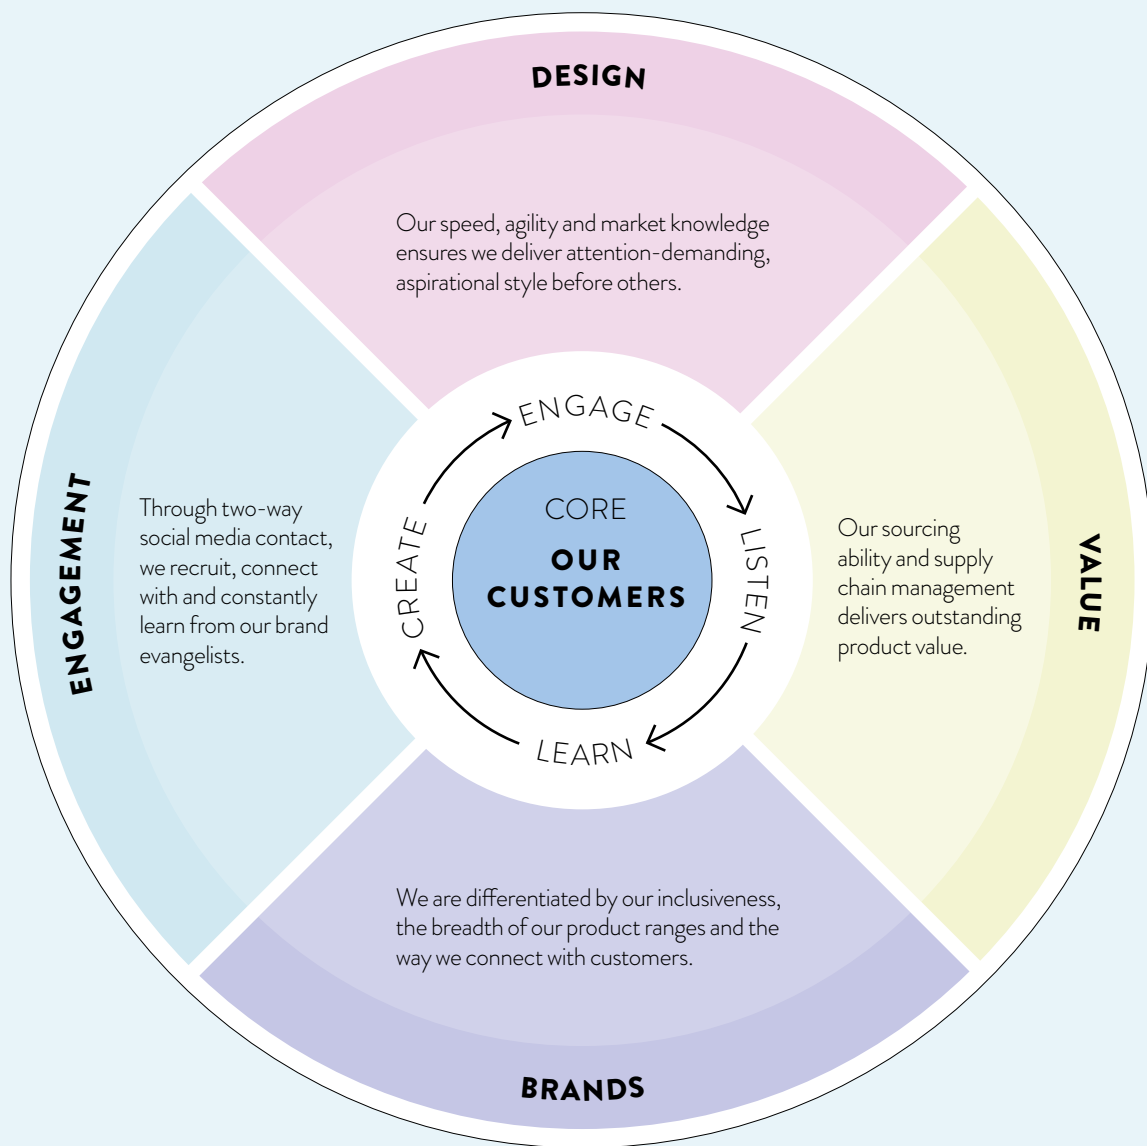 DESIGN
Our speed, agility and market knowledge
ensures we deliver attention-demanding,
aspirational style before others.
ENGAGEMENT
Through two-way
social media contact,
we recruit, connect
with and constantly
learn from our brand
evangelists.
ENGAGE
LISTEN
LEARN
CREATE
CORE
OUR
CUSTOMERS
Our sourcing
ability and supply
chain management
delivers outstanding
product value.
VALUE
We are differentiated by our inclusiveness,
the breadth of our product ranges and the
way we connect with customers.
BRANDS